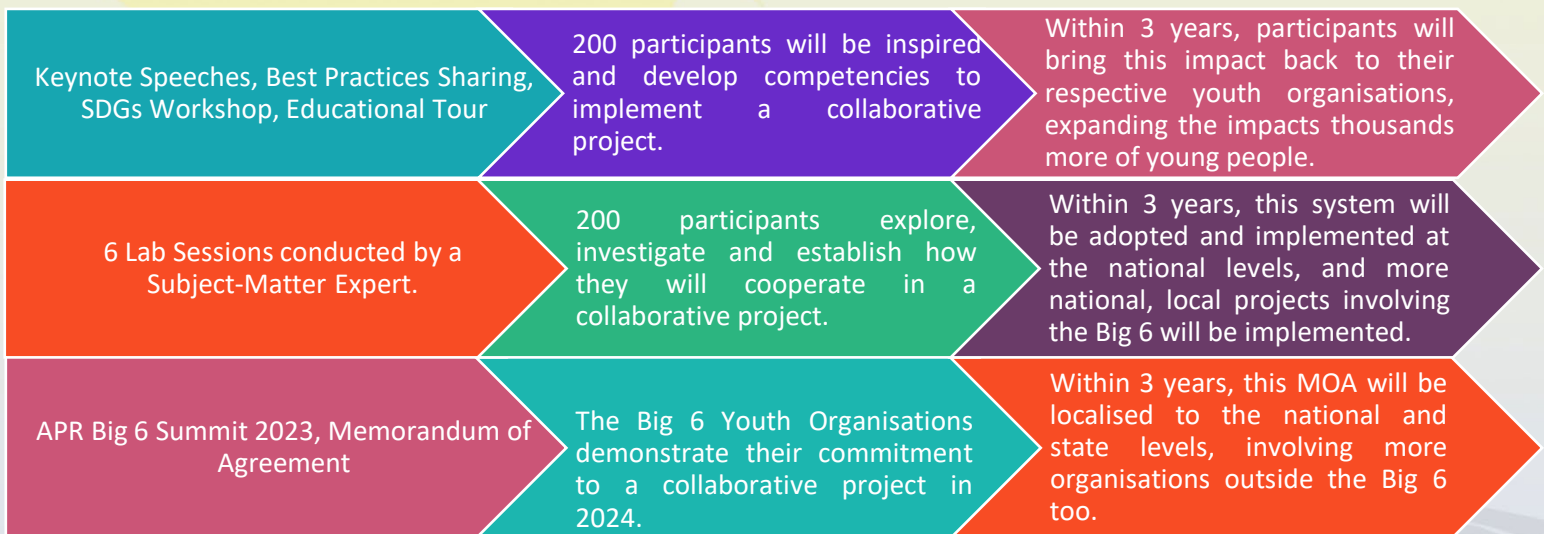 Keynote Speeches, Best Practices Sharing,
SDGs Workshop, Educational Tour
200 participants will be inspired
and develop competencies to
implement a collaborative
project.
Within 3 years, participants will
bring this impact back to their
respective youth organisations,
expanding the impacts thousands
more of young people.
6 Lab Sessions conducted by a
Subject-Matter Expert.
200 participants explore,
investigate and establish how
they will cooperate in a
collaborative project.
Within 3 years, this system will
be adopted and implemented at
the national levels, and more
national, local projects involving
the Big 6 will be implemented.
APR Big 6 Summit 2023, Memorandum of
Agreement
The Big 6 Youth Organisations
demonstrate their commitment
to a collaborative project in
2024.
Within 3 years, this MOA will be
localised to the national and
state levels, involving more
organisations outside the Big 6
too.